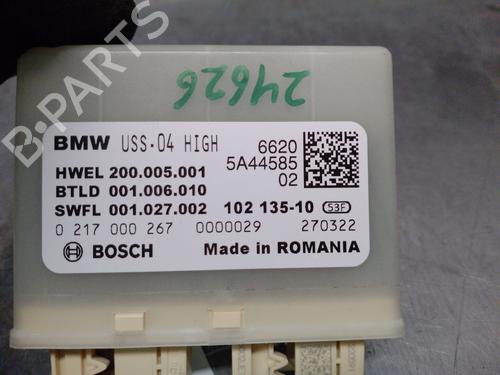 24626
BMW USS-04 HIGH 6620
HWEL 200.005.001 5A44585
BTLD 001.006.010 02
SWFL 001.027.002 102 135-10 53F
0 217 000 267 0000029 270322
BOSCH Made in ROMANIA
B-PARTS